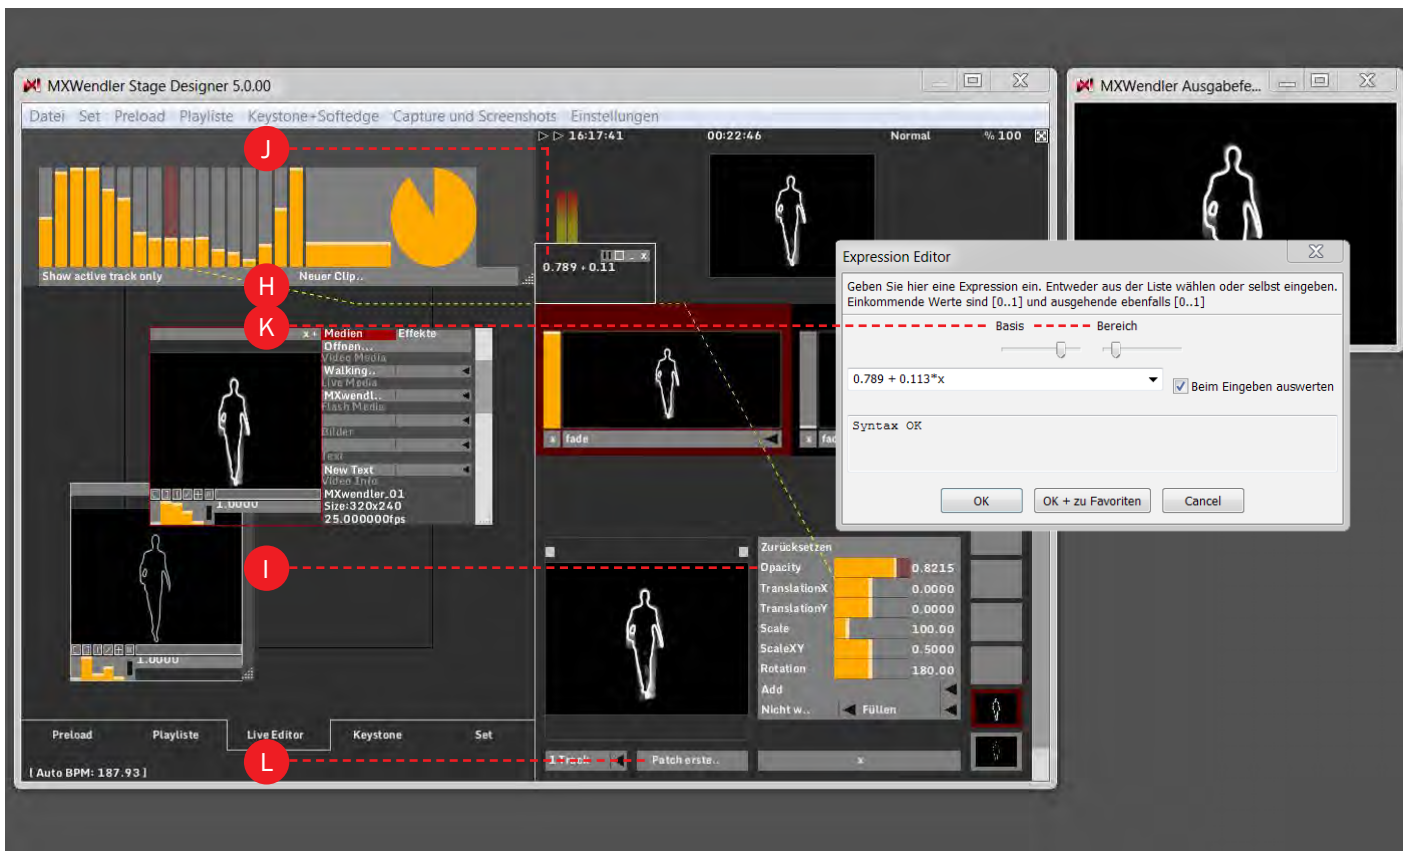 MXWendler Stage Designer 5.0.00
Datei Set Preload Playliste Keystone+Softedge Capture und Screenshots Einstellungen
16:17:41 00:22:46 Normal % 100
J
0.789 + 0.11
Show active track only Neuer Clip..
H
K
x + Medien Effekte
Öffnen...
Video Media
Walking..
Live Media
MXwendl..
Flash Media
Bilder
Text
New Text
Video Info
MXwendler_01
1.0000 Size:320x240
25.000000fps
x fade
x
1.0000
I
Zurücksetzen
Opacity 0.8215
TranslationX 0.0000
TranslationY 0.0000
Scale 100.00
ScaleXY 0.5000
Rotation 180.00
Add
Nicht w.. Füllen
Preload Playliste Live Editor Keystone Set
L
1 Track Patch erste.. x
[Auto BPM: 187.93]
MXWendler Ausgabefe...
Expression Editor
Geben Sie hier eine Expression ein. Entweder aus der Liste wählen oder selbst eingeben.
Einkommende Werte sind [0..1] und ausgehende ebenfalls [0..1]
Basis Bereich
0.789 + 0.113*x
Beim Eingeben auswerten
Syntax OK
OK OK + zu Favoriten Cancel